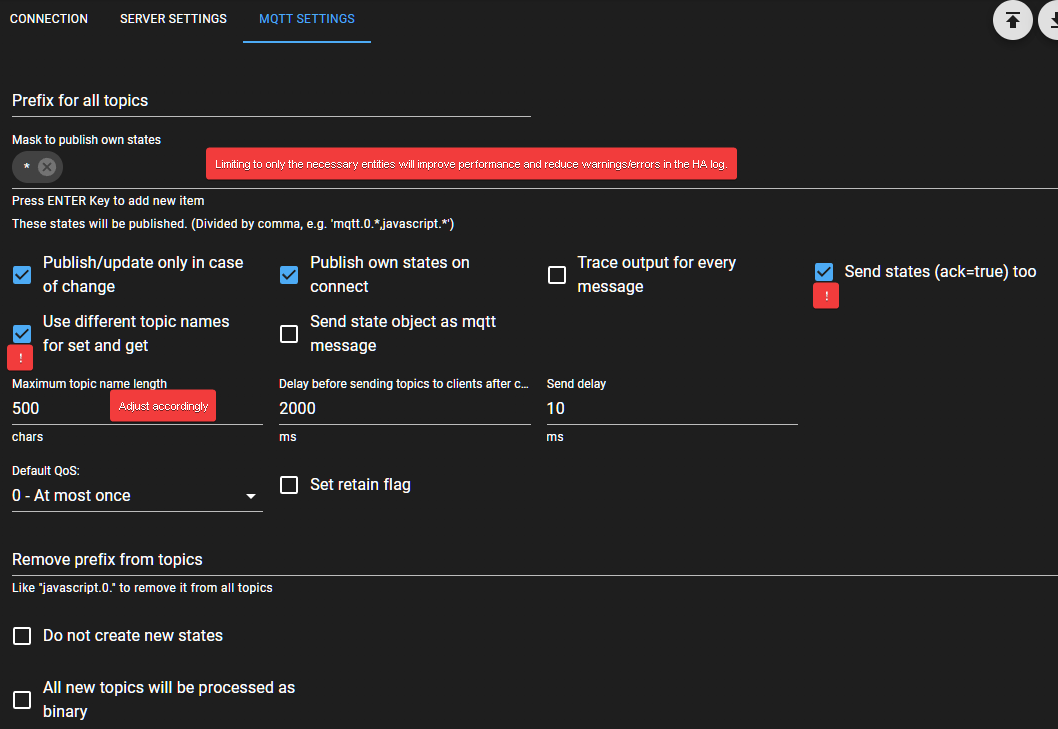 CONNECTION SERVER SETTINGS MQTT SETTINGS
Prefix for all topics
Mask to publish own states
*
Limiting to only the necessary entities will improve performance and reduce warnings/errors in the HA log.
Press ENTER Key to add new item
These states will be published. (Divided by comma, e.g. 'mqtt.0.*,javascript.*')
Publish/update only in case
of change
Publish own states on
connect
Trace output for every
message
Send states (ack=true) too
!
Use different topic names
for set and get
!
Send state object as mqtt
message
Maximum topic name length
500
Adjust accordingly
chars
Delay before sending topics to clients after c...
2000
ms
Send delay
10
ms
Default QoS:
0 - At most once
Set retain flag
Remove prefix from topics
Like "javascript.0." to remove it from all topics
Do not create new states
All new topics will be processed as
binary